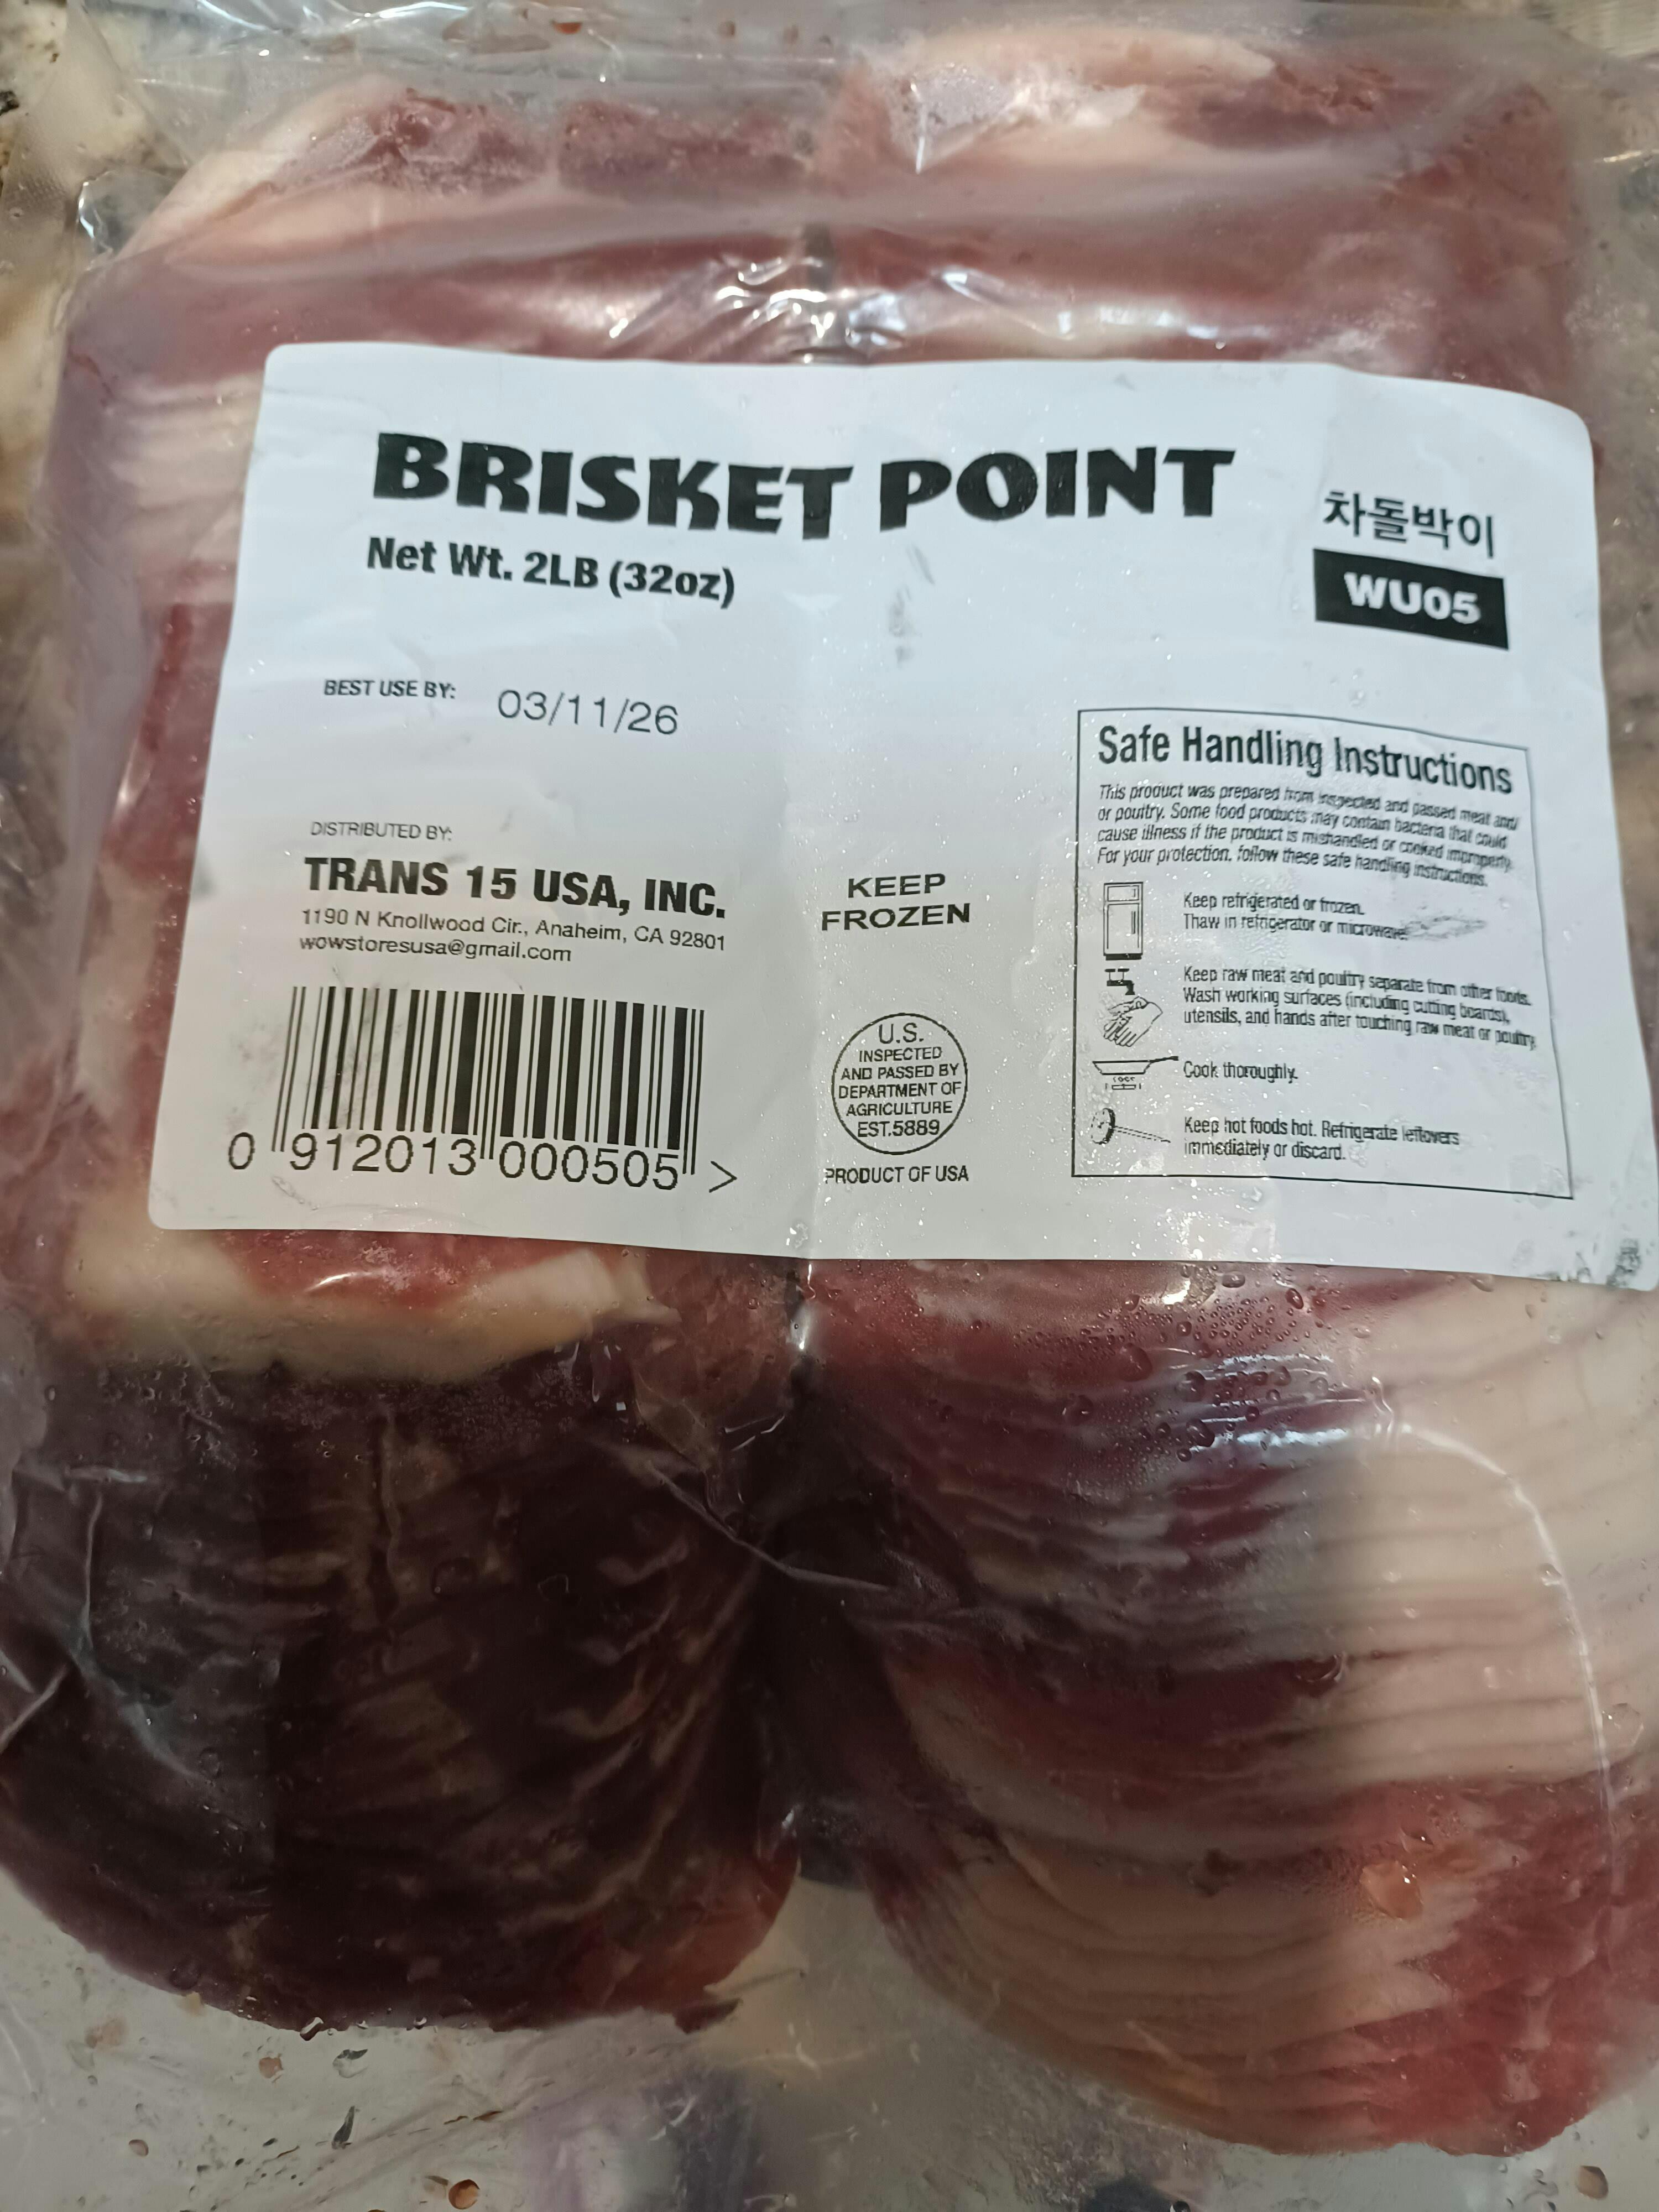 BRISKET POINT
Net Wt. 2LB (32oz)
차돌박이
WU05
BEST USE BY: 03/11/26
DISTRIBUTED BY:
TRANS 15 USA, INC.
1190 N Knollwood Cir., Anaheim, CA 92801
wowstoresusa@gmail.com
0 912013 000505 >
KEEP
FROZEN
U.S.
INSPECTED
AND PASSED BY
DEPARTMENT OF
AGRICULTURE
EST.5889
PRODUCT OF USA
Safe Handling Instructions
This product was prepared from inspected and passed meat and/
or poultry. Some food products may contain bacteria that could
cause illness if the product is mishandled or cooked improperly.
For your protection, follow these safe handling instructions.
Keep refrigerated or frozen.
Thaw in refrigerator or microwave.
Keep raw meat and poultry separate from other foods.
Wash working surfaces (including cutting boards),
utensils, and hands after touching raw meat or poultry.
Cook thoroughly.
Keep hot foods hot. Refrigerate leftovers
immediately or discard.